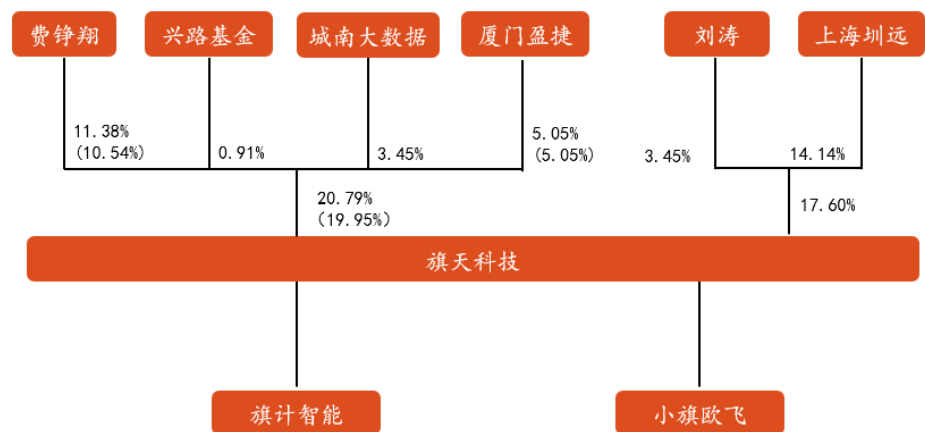 费铮翔
兴路基金
城南大数据
厦门盈捷
刘涛
上海圳远
11.38%
(10.54%)
0.91%
3.45%
5.05%
(5.05%)
3.45%
14.14%
20.79%
(19.95%)
17.60%
旗天科技
旗计智能
小旗欧飞